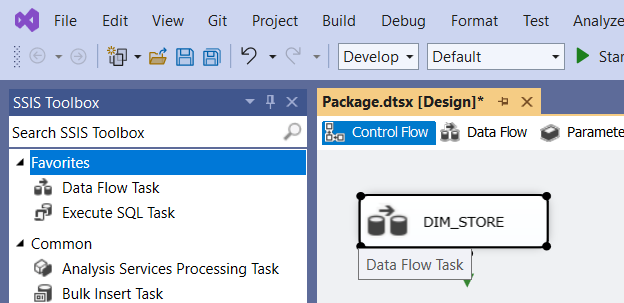 File Edit View Git Project Build Debug Format Test Analyze
Develop Default Star
SSIS Toolbox
Package.dtsx [Design]*
Search SSIS Toolbox
Control Flow Data Flow Paramete
Favorites
Data Flow Task
Execute SQL Task
DIM_STORE
Common
Data Flow Task
Analysis Services Processing Task
Bulk Insert Task